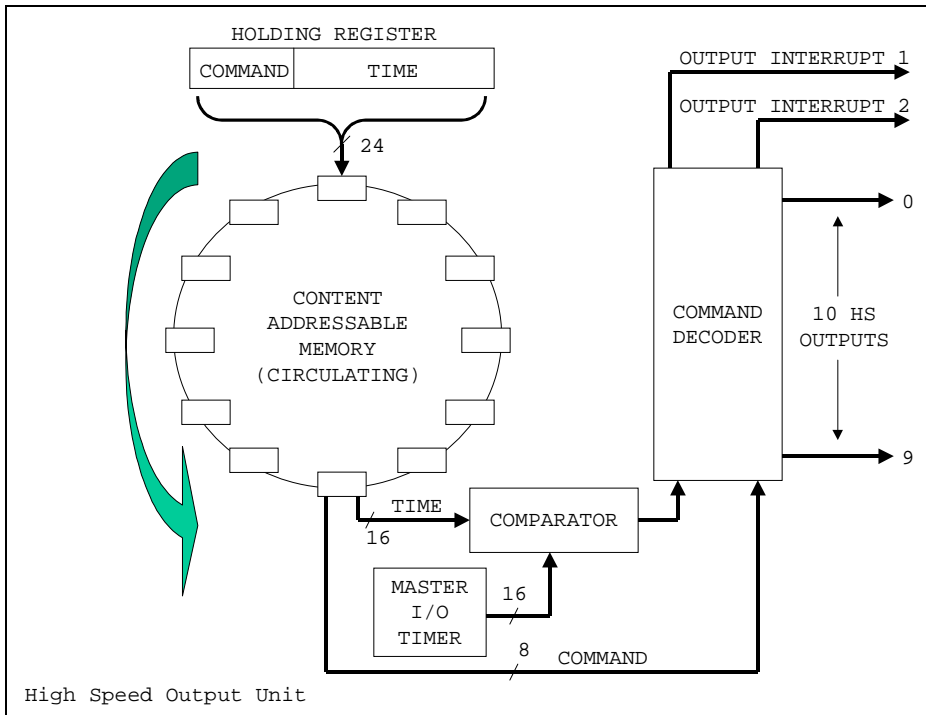 HOLDING REGISTER
COMMAND
TIME
24
OUTPUT INTERRUPT 1
OUTPUT INTERRUPT 2
0
CONTENT
ADDRESSABLE
MEMORY
(CIRCULATING)
COMMAND
DECODER
10 HS
OUTPUTS
9
TIME
16
COMPARATOR
MASTER
I/O
TIMER
16
8
COMMAND
High Speed Output Unit